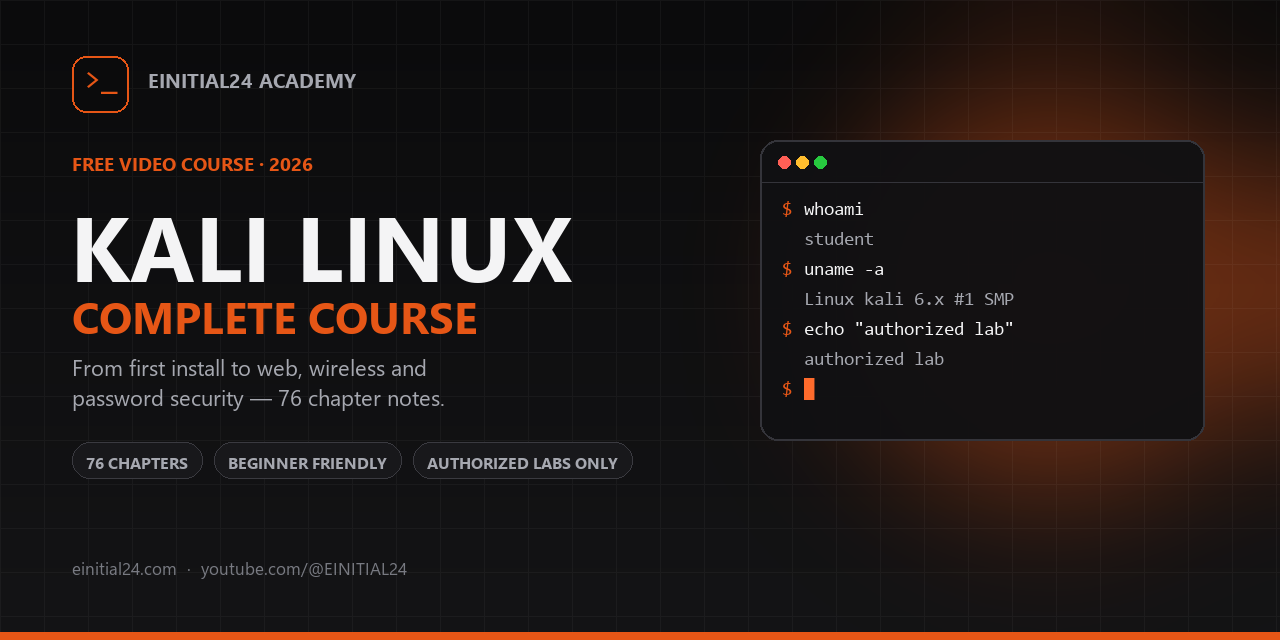 >_
EINITIAL24 ACADEMY
FREE VIDEO COURSE · 2026
KALI LINUX
COMPLETE COURSE
From first install to web, wireless and
password security — 76 chapter notes.
76 CHAPTERS
BEGINNER FRIENDLY
AUTHORIZED LABS ONLY
einitial24.com · youtube.com/@EINITIAL24
$ whoami
student
$ uname -a
Linux kali 6.x #1 SMP
$ echo "authorized lab"
authorized lab
$